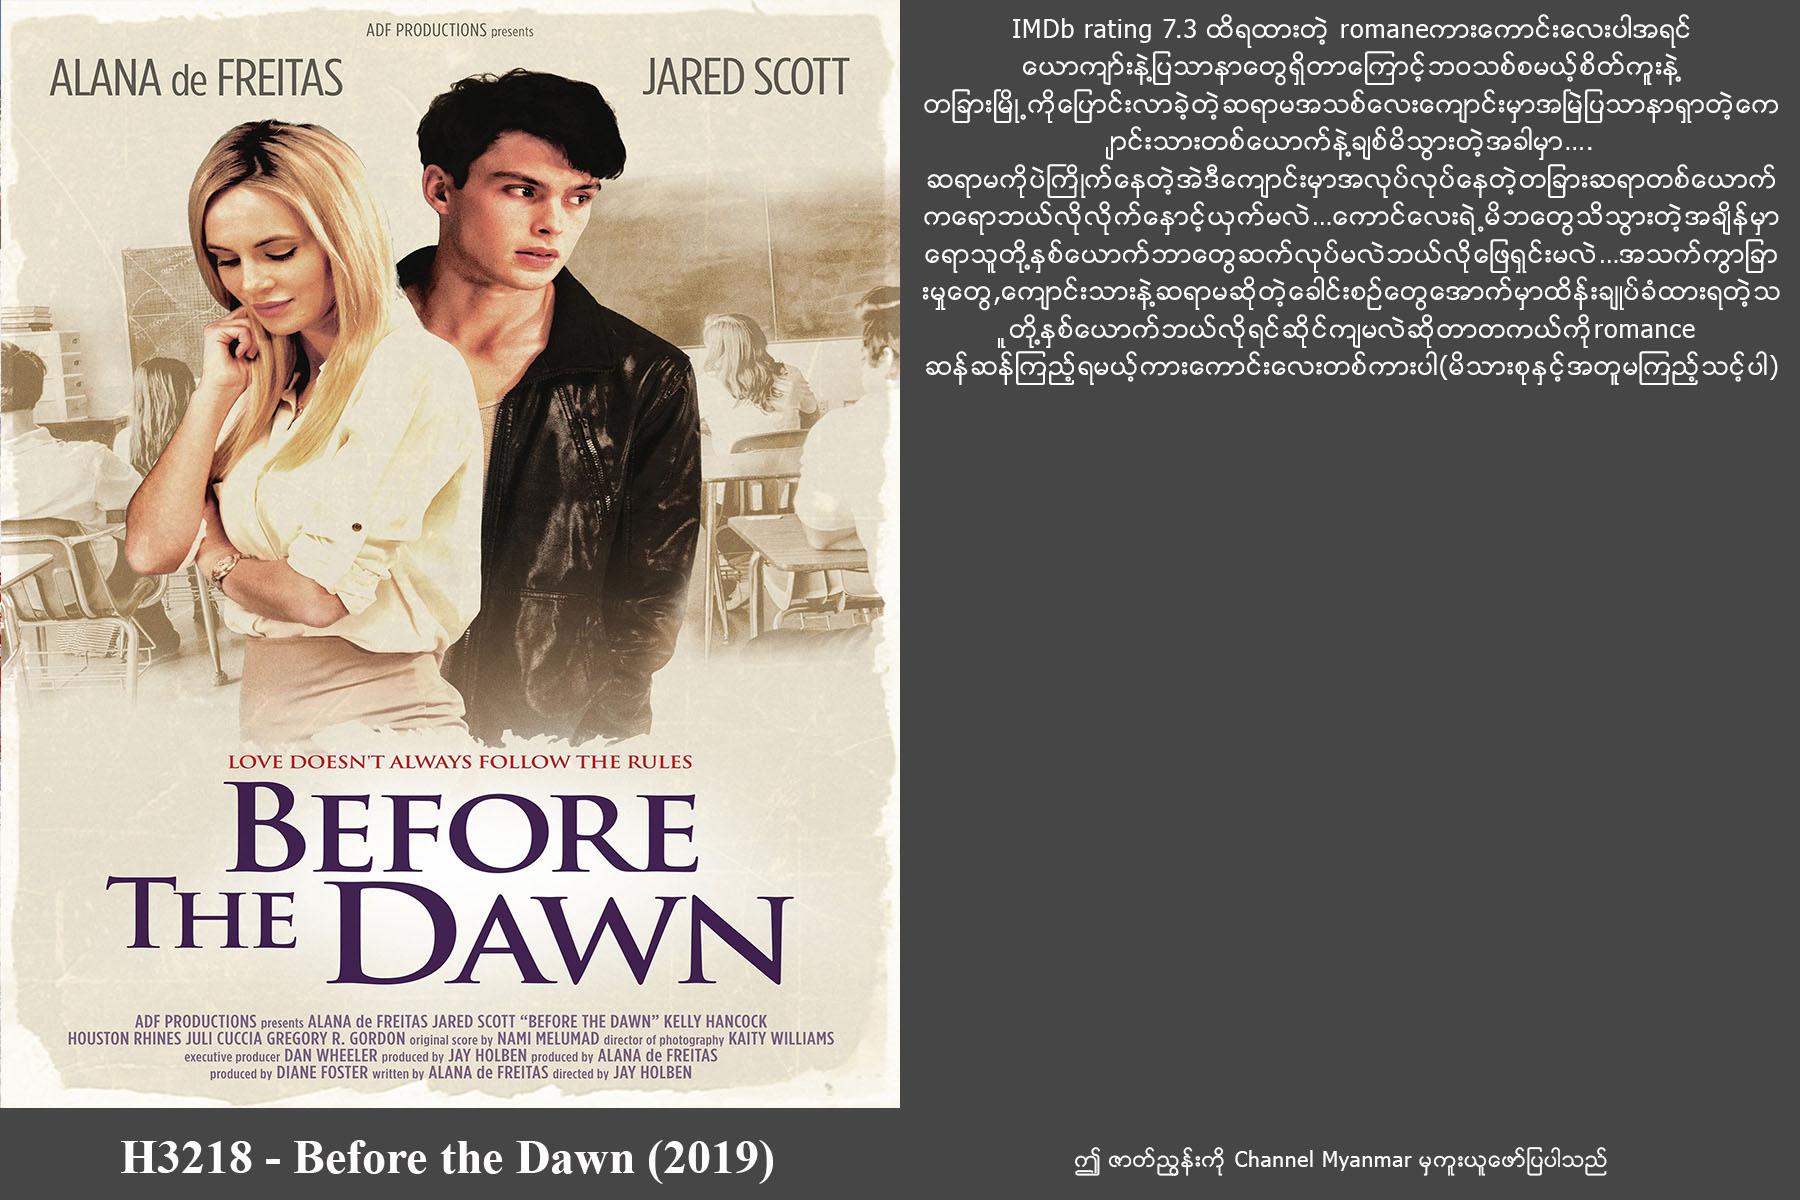 ADF PRODUCTIONS presents
ALANA de FREITAS
JARED SCOTT
LOVE DOESN'T ALWAYS FOLLOW THE RULES
BEFORE
THE DAWN
ADF PRODUCTIONS presents ALANA de FREITAS JARED SCOTT “BEFORE THE DAWN” KELLY HANCOCK
HOUSTON RHINES JULI CUCCIA GREGORY R. GORDON original score by NAMI MELUMAD director of photography KAITY WILLIAMS
executive producer DAN WHEELER produced by JAY HOLBEN produced by ALANA de FREITAS
produced by DIANE FOSTER written by ALANA de FREITAS directed by JAY HOLBEN
H3218 - Before the Dawn (2019)
IMDb rating 7.3 ထိရထားတဲ့ romaneကားကောင်းလေးပါအရင်
ယောကျာ်းနဲ့ပြသာနာတွေရှိတာကြောင့်ဘဝသစ်စမယ့်စိတ်ကူးနဲ့
တခြားမြို့ကိုပြောင်းလာခဲ့တဲ့ဆရာမအသစ်လေးကျောင်းမှာအမြဲပြသာနာရှာတဲ့ကေ
ျာင်းသားတစ်ယောက်နဲ့ချစ်မိသွားတဲ့အခါမှာ....
ဆရာမကိုပဲကြိုက်နေတဲ့အဲဒီကျောင်းမှာအလုပ်လုပ်နေတဲ့တခြားဆရာတစ်ယောက်
ကရောဘယ်လိုလိုက်နှောင့်ယှက်မလဲ...ကောင်လေးရဲ့မိဘတွေသိသွားတဲ့အချိန်မှာ
ရောသူတို့နှစ်ယောက်ဘာတွေဆက်လုပ်မလဲဘယ်လိုဖြေရှင်းမလဲ...အသက်ကွာခြာ
းမှုတွေ,ကျောင်းသားနဲ့ဆရာမဆိုတဲ့ခေါင်းစဉ်တွေအောက်မှာထိန်းချုပ်ခံထားရတဲ့သ
ူတို့နှစ်ယောက်ဘယ်လိုရင်ဆိုင်ကျမလဲဆိုတာတကယ်ကိုromance
ဆန်ဆန်ကြည့်ရမယ့်ကားကောင်းလေးတစ်ကားပါ(မိသားစုနှင့်အတူမကြည့်သင့်ပါ)
ဤ ဇာတ်ညွှန်းကို Channel Myanmar မှကူးယူဖော်ပြပါသည်